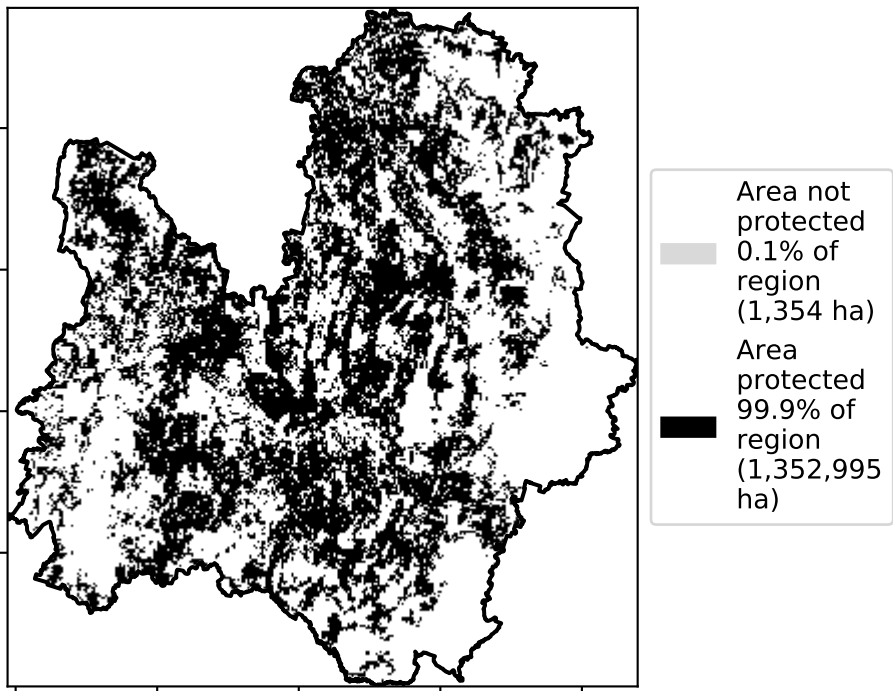 Area not
protected
0.1% of
region
(1,354 ha)
Area
protected
99.9% of
region
(1,352,995
ha)